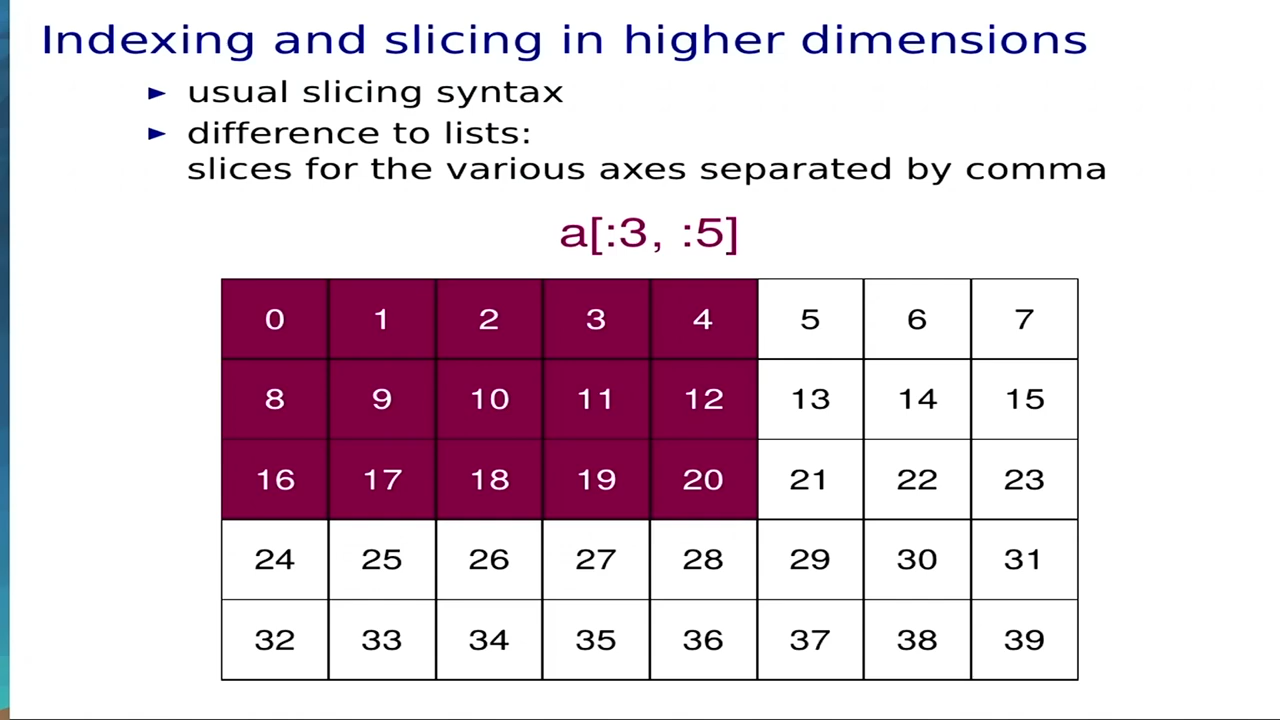 Indexing and slicing in higher dimensions
► usual slicing syntax
► difference to lists:
slices for the various axes separated by comma
a[:3, :5]
0 1 2 3 4 5 6 7
8 9 10 11 12 13 14 15
16 17 18 19 20 21 22 23
24 25 26 27 28 29 30 31
32 33 34 35 36 37 38 39